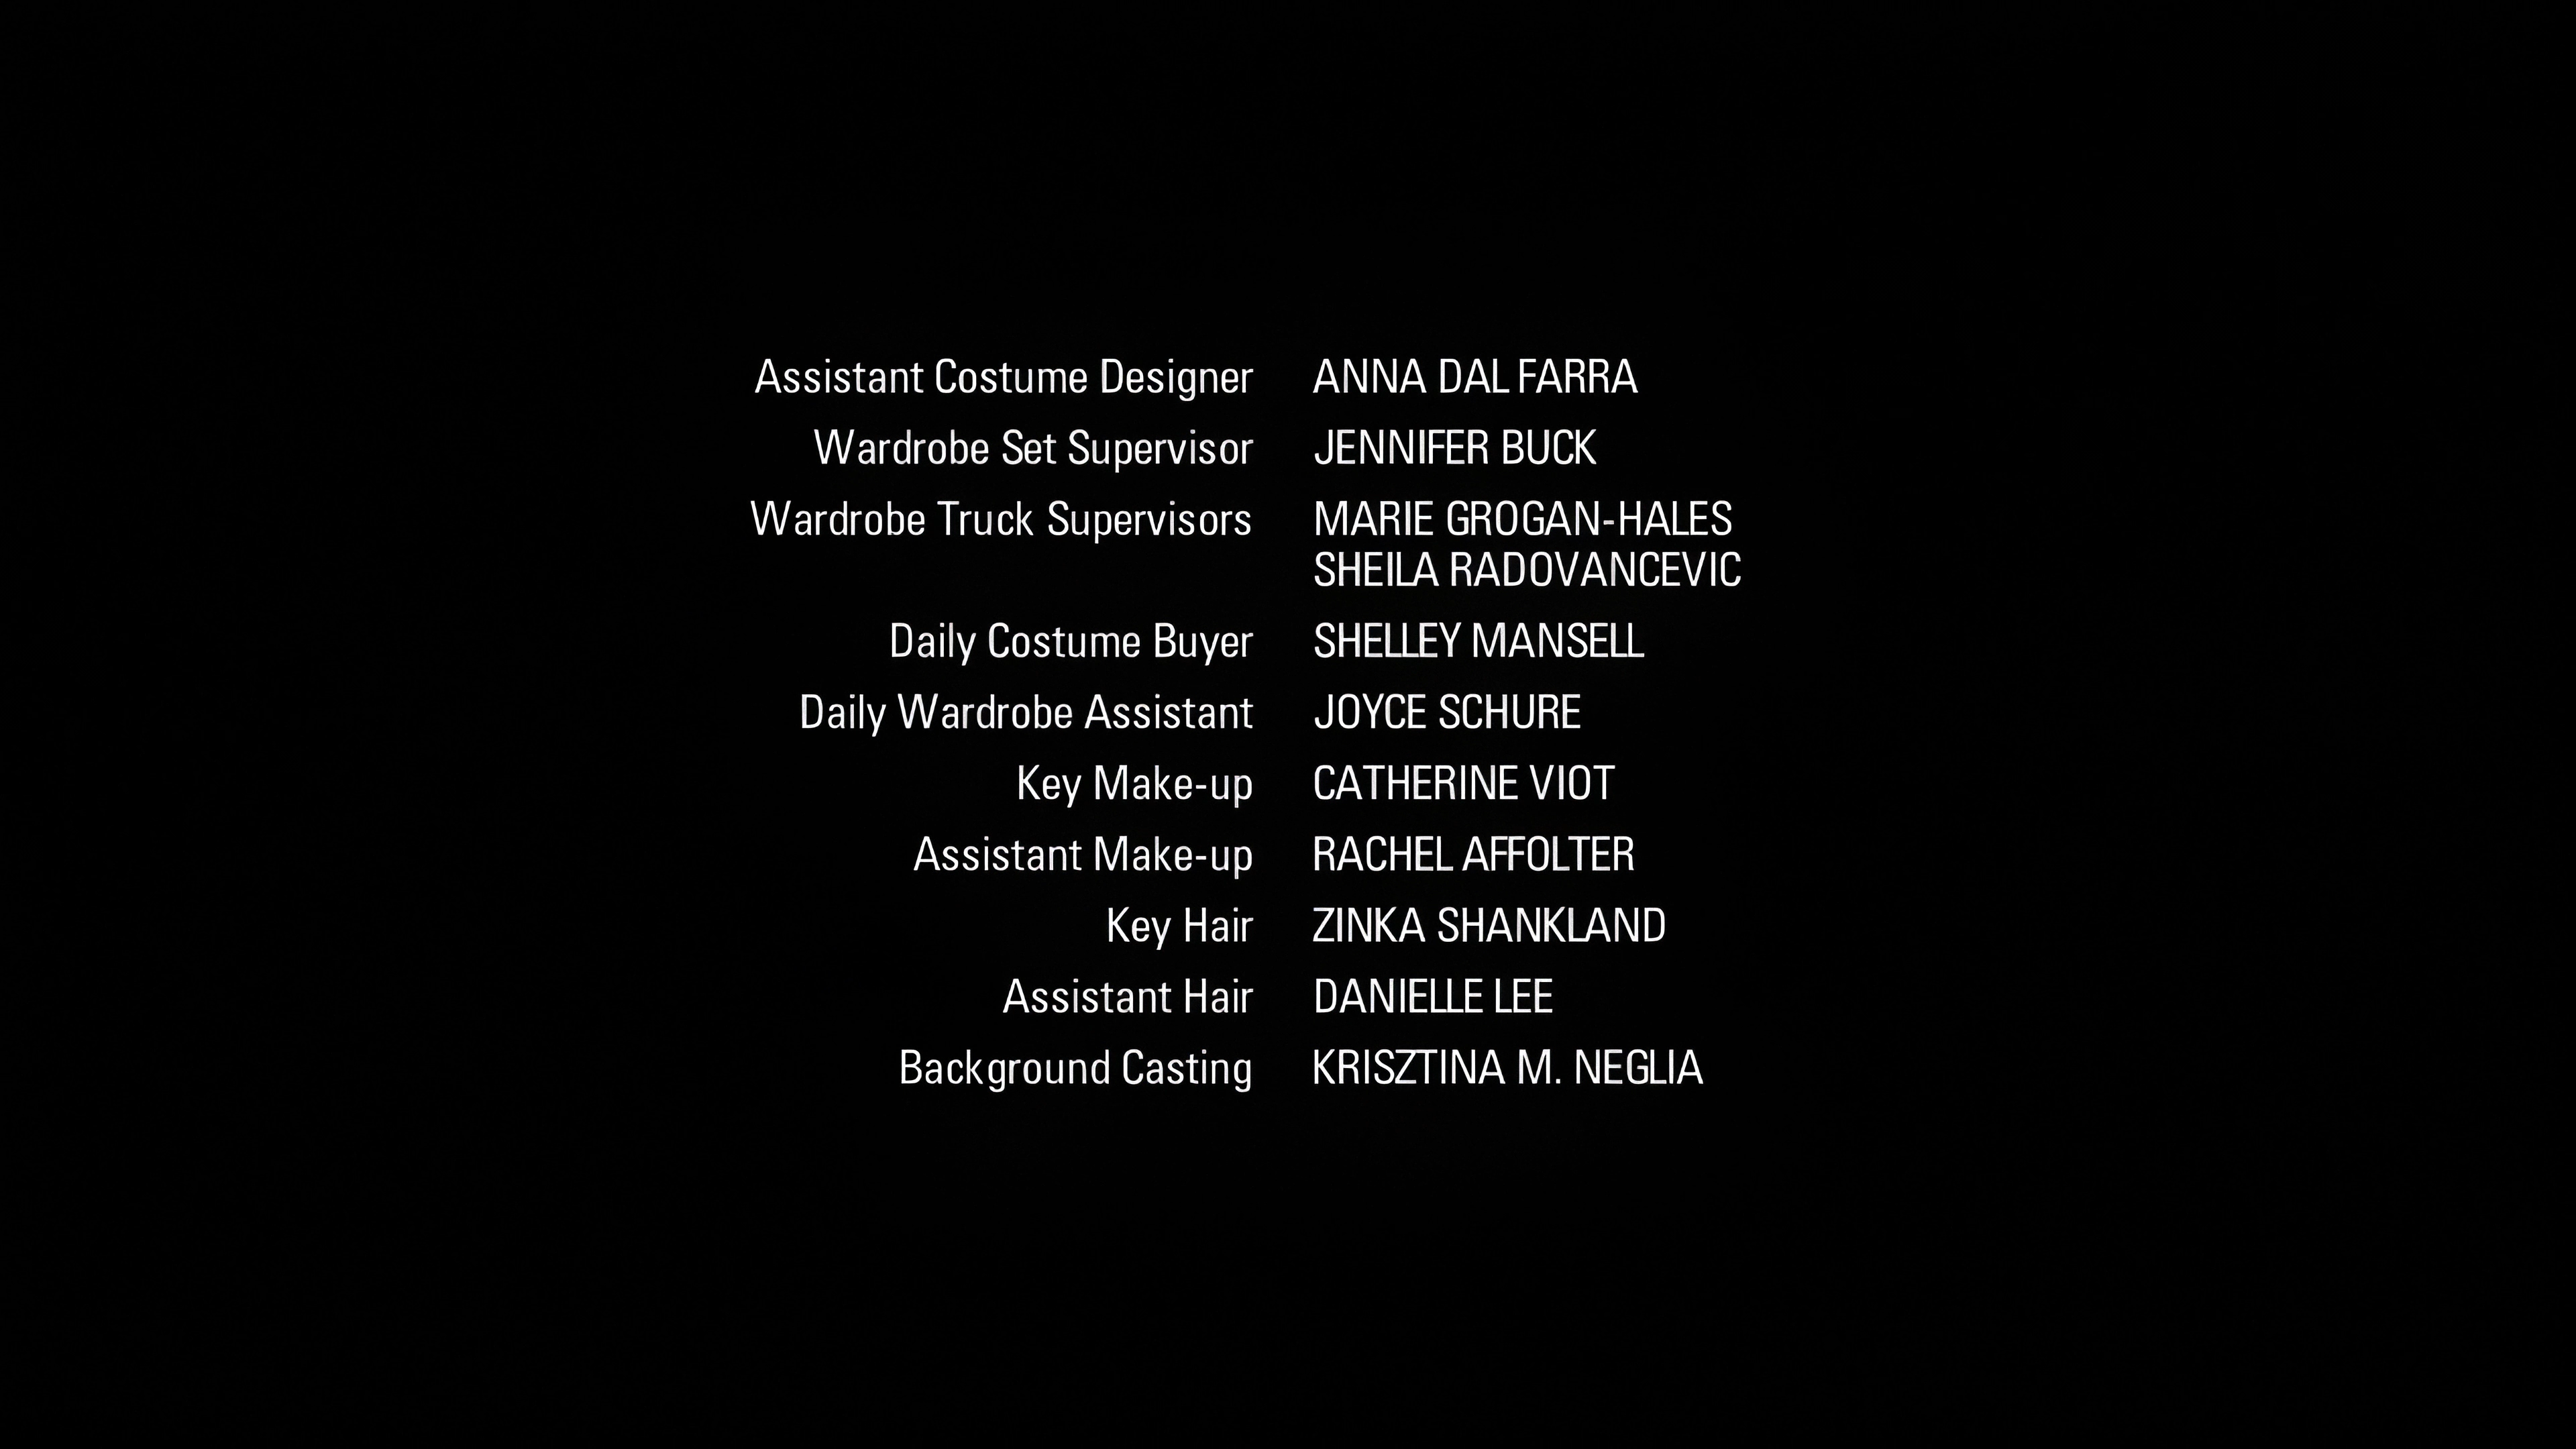 Assistant Costume Designer ANNA DAL FARRA
Wardrobe Set Supervisor JENNIFER BUCK
Wardrobe Truck Supervisors MARIE GROGAN-HALES
SHEILA RADOVANCEVIC
Daily Costume Buyer SHELLEY MANSELL
Daily Wardrobe Assistant JOYCE SCHURE
Key Make-up CATHERINE VIOT
Assistant Make-up RACHEL AFFOLTER
Key Hair ZINKA SHANKLAND
Assistant Hair DANIELLE LEE
Background Casting KRISZTINA M. NEGLIA